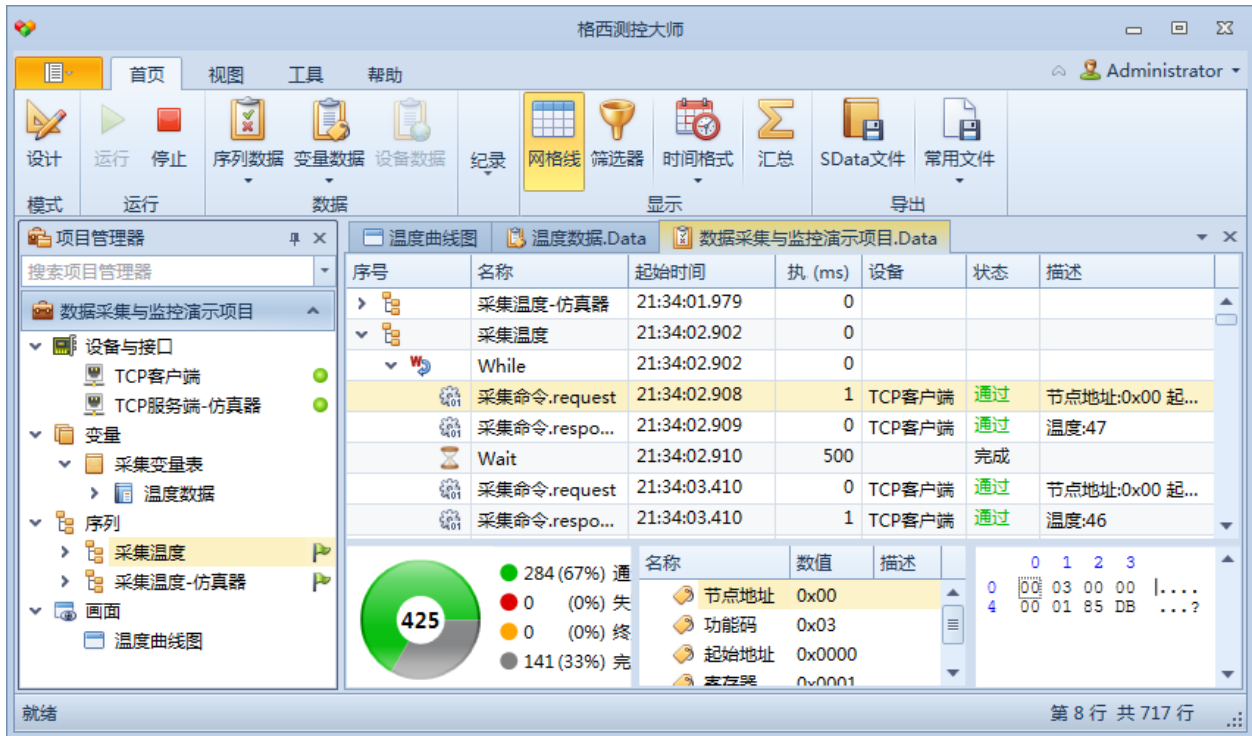 格西测控大师
首页 视图 工具 帮助 Administrator
设计 运行 停止 序列数据 变量数据 设备数据 纪录 网格线 筛选器 时间格式 汇总 SData文件 常用文件
模式 运行 数据 显示 导出
项目管理器 温度曲线图 温度数据.Data 数据采集与监控演示项目.Data
搜索项目管理器
数据采集与监控演示项目
设备与接口
TCP客户端
TCP服务端-仿真器
变量
采集变量表
温度数据
序列
采集温度
采集温度-仿真器
画面
温度曲线图
序号 名称 起始时间 执. (ms) 设备 状态 描述
采集温度-仿真器 21:34:01.979 0
采集温度 21:34:02.902 0
While 21:34:02.902 0
采集命令.request 21:34:02.908 1 TCP客户端 通过 节点地址:0x00 起...
采集命令.respo... 21:34:02.909 0 TCP客户端 通过 温度:47
Wait 21:34:02.910 500 完成
采集命令.request 21:34:03.410 0 TCP客户端 通过 节点地址:0x00 起...
采集命令.respo... 21:34:03.410 1 TCP客户端 通过 温度:46
425
284 (67%) 通
0 (0%) 失
0 (0%) 终
141 (33%) 完
名称 数值 描述
节点地址 0x00
功能码 0x03
起始地址 0x0000
寄存器 0x0001
0 1 2 3
0 00 03 00 00 |....
4 00 01 85 DB ...?
就绪 第 8 行 共 717 行